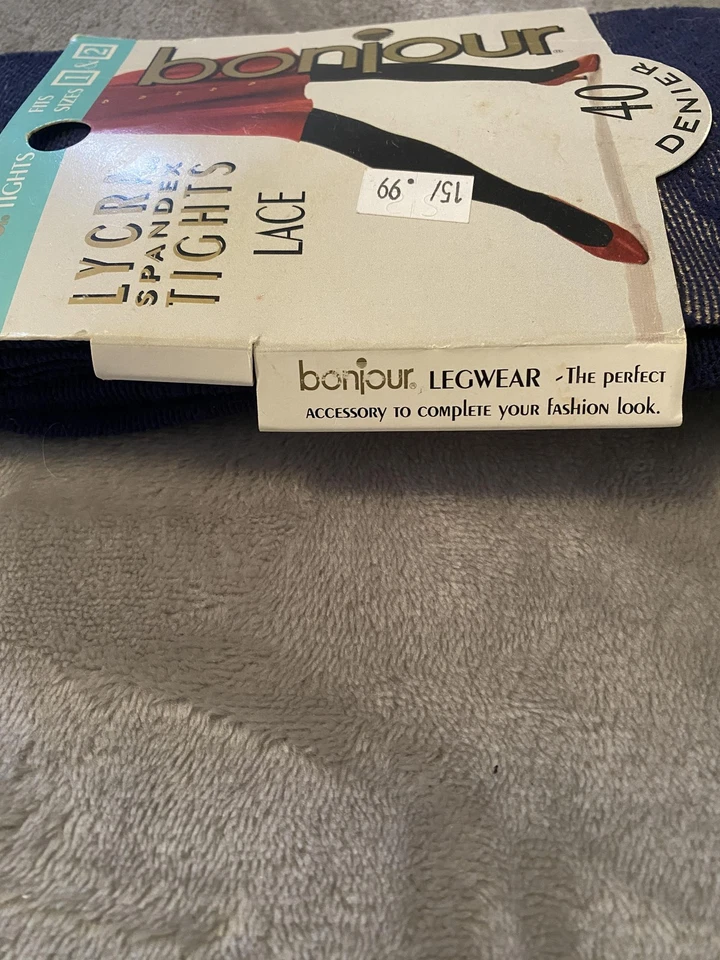 bonjour®
40
DENIER
FITS
SIZES 1 & 2
TIGHTS
LYCRA
SPANDEX
TIGHTS
LACE
15/ .99
bonjour® LEGWEAR -THE PERFECT
ACCESSORY TO COMPLETE YOUR FASHION LOOK.